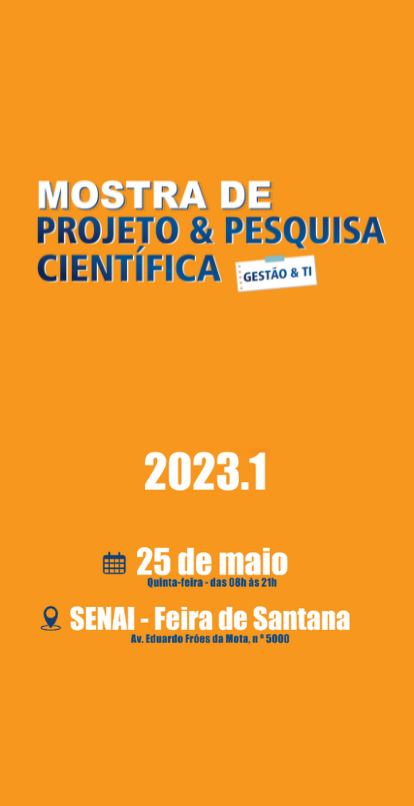 MOSTRA DE
PROJETO & PESQUISA
CIENTÍFICA
GESTÃO & TI
2023.1
25 de maio
Quinta-feira - das 08h às 21h
SENAI - Feira de Santana
Av. Eduardo Fróes da Mota, n º 5000